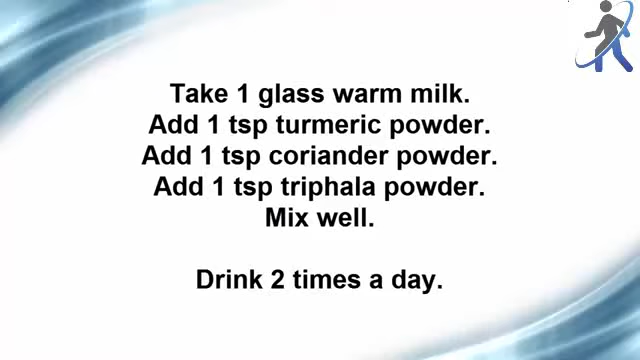 Take 1 glass warm milk.
Add 1 tsp turmeric powder.
Add 1 tsp coriander powder.
Add 1 tsp triphala powder.
Mix well.
Drink 2 times a day.